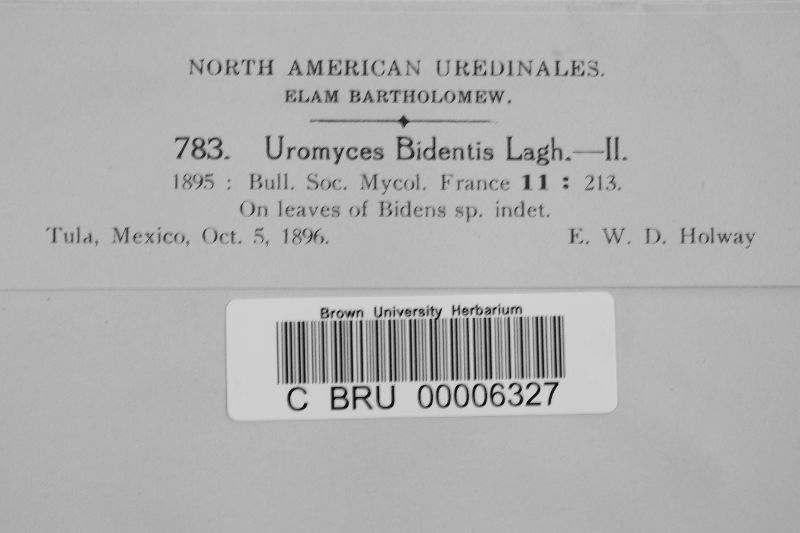 NORTH AMERICAN UREDINALES.
ELAM BARTHOLOMEW.
783. Uromyces Bidentis Lagh.—II.
1895 : Bull. Soc. Mycol. France 11 : 213.
On leaves of Bidens sp. indet.
Tula, Mexico, Oct. 5, 1896. E. W. D. Holway
Brown University Herbarium
C BRU 00006327